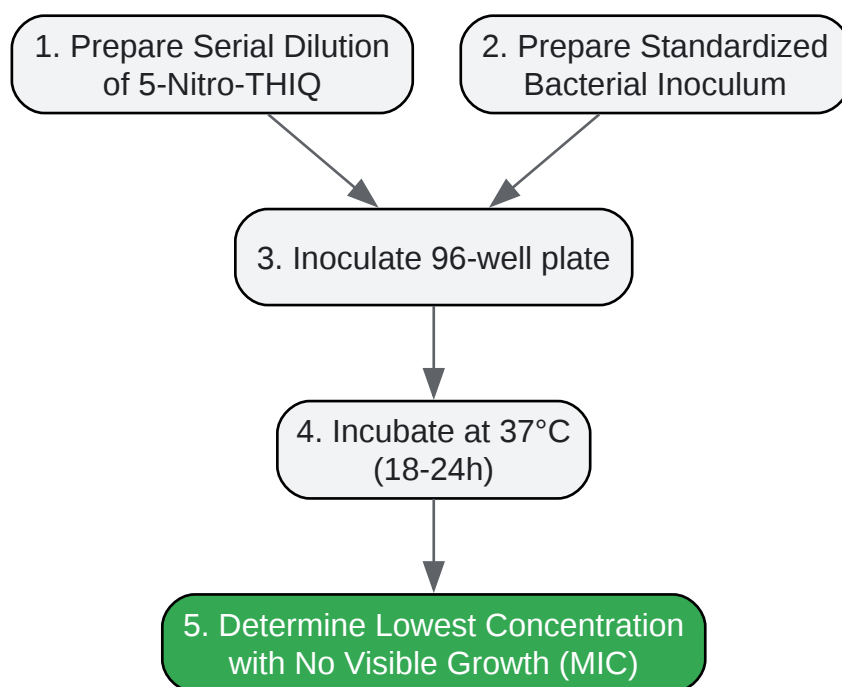 1. Prepare Serial Dilution
of 5-Nitro-THIQ
2. Prepare Standardized
Bacterial Inoculum
3. Inoculate 96-well plate
4. Incubate at 37°C
(18-24h)
5. Determine Lowest Concentration
with No Visible Growth (MIC)